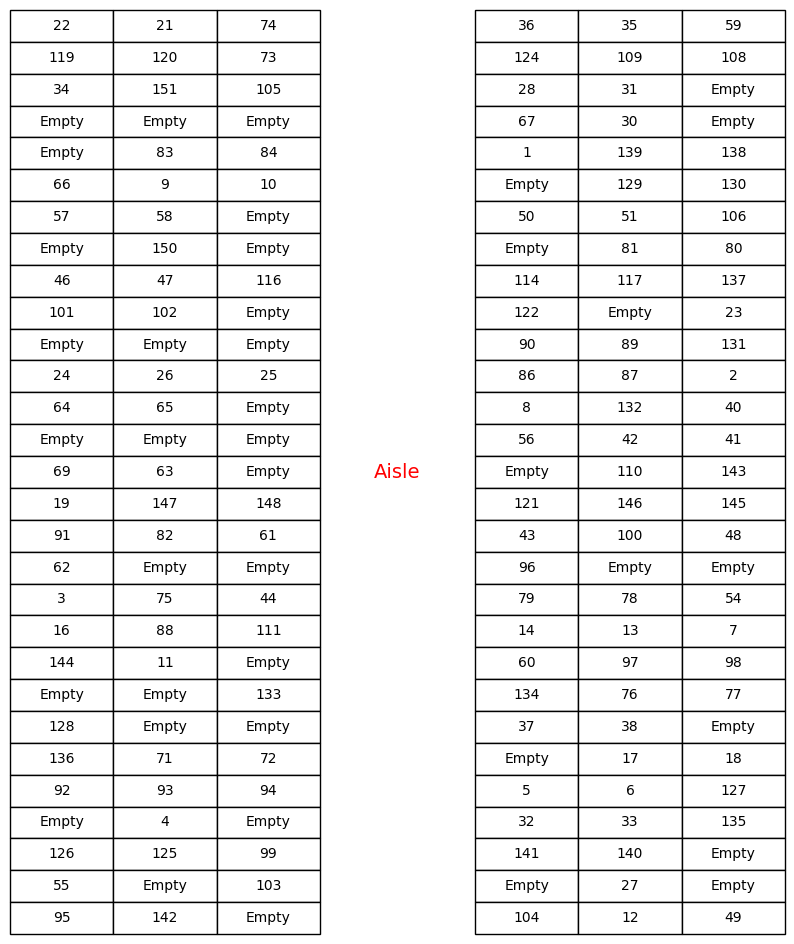 22 21 74 36 35 59
119 120 73 124 109 108
34 151 105 28 31 Empty
Empty Empty Empty 67 30 Empty
Empty 83 84 1 139 138
66 9 10 Empty 129 130
57 58 Empty 50 51 106
Empty 150 Empty Empty 81 80
46 47 116 114 117 137
101 102 Empty 122 Empty 23
Empty Empty Empty 90 89 131
24 26 25 86 87 2
64 65 Empty 8 132 40
Empty Empty Empty 56 42 41
69 63 Empty Aisle Empty 110 143
19 147 148 121 146 145
91 82 61 43 100 48
62 Empty Empty 96 Empty Empty
3 75 44 79 78 54
16 88 111 14 13 7
144 11 Empty 60 97 98
Empty Empty 133 134 76 77
128 Empty Empty 37 38 Empty
136 71 72 Empty 17 18
92 93 94 5 6 127
Empty 4 Empty 32 33 135
126 125 99 141 140 Empty
55 Empty 103 Empty 27 Empty
95 142 Empty 104 12 49